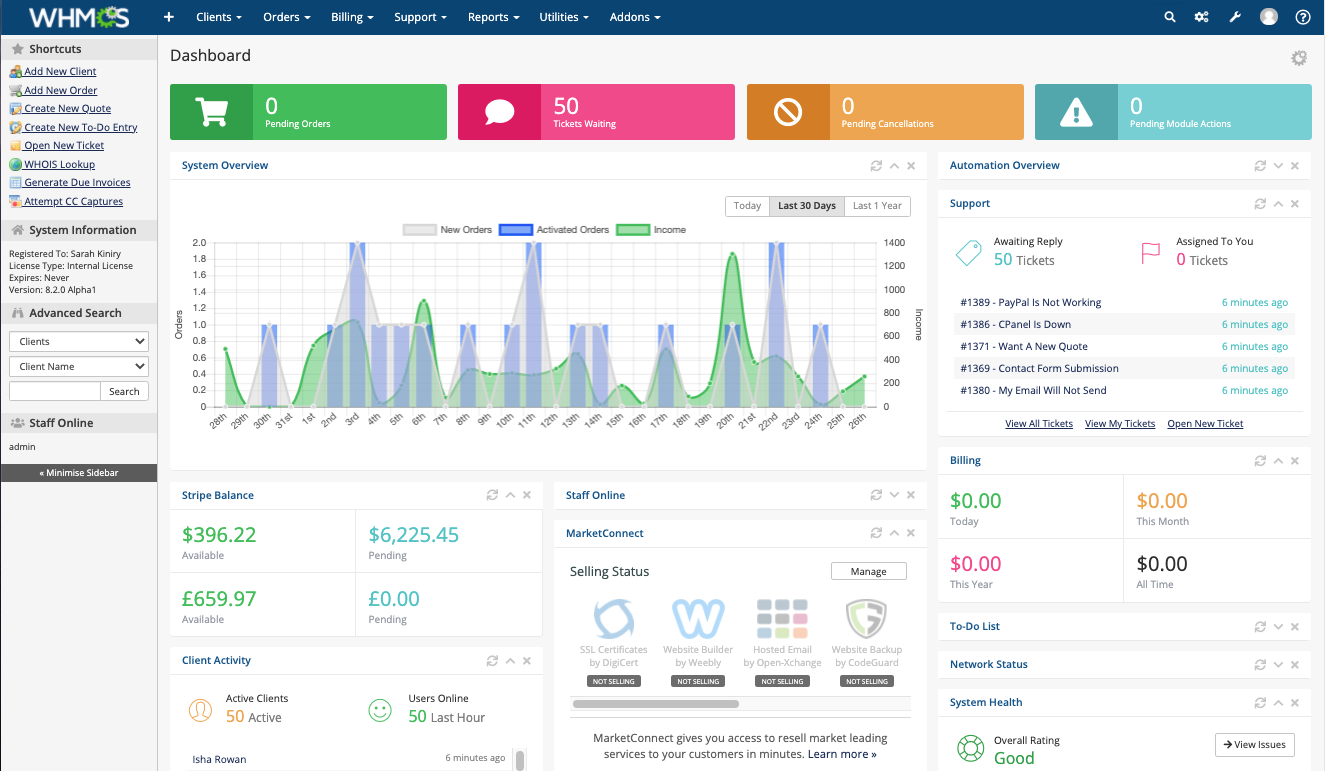 WHMCS
Clients
Orders
Billing
Support
Reports
Utilities
Addons
Shortcuts
Add New Client
Add New Order
Create New Quote
Create New To-Do Entry
Open New Ticket
WHOIS Lookup
Generate Due Invoices
Attempt CC Captures
System Information
Registered To: Sarah Kiniry
License Type: Internal License
Expires: Never
Version: 8.2.0 Alpha1
Advanced Search
Clients
Client Name
Search
Staff Online
admin
« Minimise Sidebar
Dashboard
0
Pending Orders
50
Tickets Waiting
0
Pending Cancellations
0
Pending Module Actions
System Overview
Today Last 30 Days Last 1 Year
New Orders Activated Orders Income
Orders
2.0
1.8
1.6
1.4
1.2
1.0
0.8
0.6
0.4
0.2
0
1400
1200
1000
800
600
400
200
0
Income
28th 29th 30th 31st 1st 2nd 3rd 4th 5th 6th 7th 8th 9th 10th 11th 12th 13th 14th 15th 16th 17th 18th 19th 20th 21st 22nd 23rd 24th 25th 26th
Stripe Balance
$396.22
Available
$6,225.45
Pending
£659.97
Available
£0.00
Pending
Client Activity
Active Clients
50 Active
Users Online
50 Last Hour
Isha Rowan 6 minutes ago
Staff Online
MarketConnect
Selling Status
Manage
SSL Certificates
by DigiCert
NOT SELLING
Website Builder
by Weebly
NOT SELLING
Hosted Email
by Open-Xchange
NOT SELLING
Website Backup
by CodeGuard
NOT SELLING
MarketConnect gives you access to resell market leading
services to your customers in minutes. Learn more »
Automation Overview
Support
Awaiting Reply
50 Tickets
Assigned To You
0 Tickets
#1389 - PayPal Is Not Working 6 minutes ago
#1386 - CPanel Is Down 6 minutes ago
#1371 - Want A New Quote 6 minutes ago
#1369 - Contact Form Submission 6 minutes ago
#1380 - My Email Will Not Send 6 minutes ago
View All Tickets View My Tickets Open New Ticket
Billing
$0.00
Today
$0.00
This Month
$0.00
This Year
$0.00
All Time
To-Do List
Network Status
System Health
Overall Rating
Good
View Issues